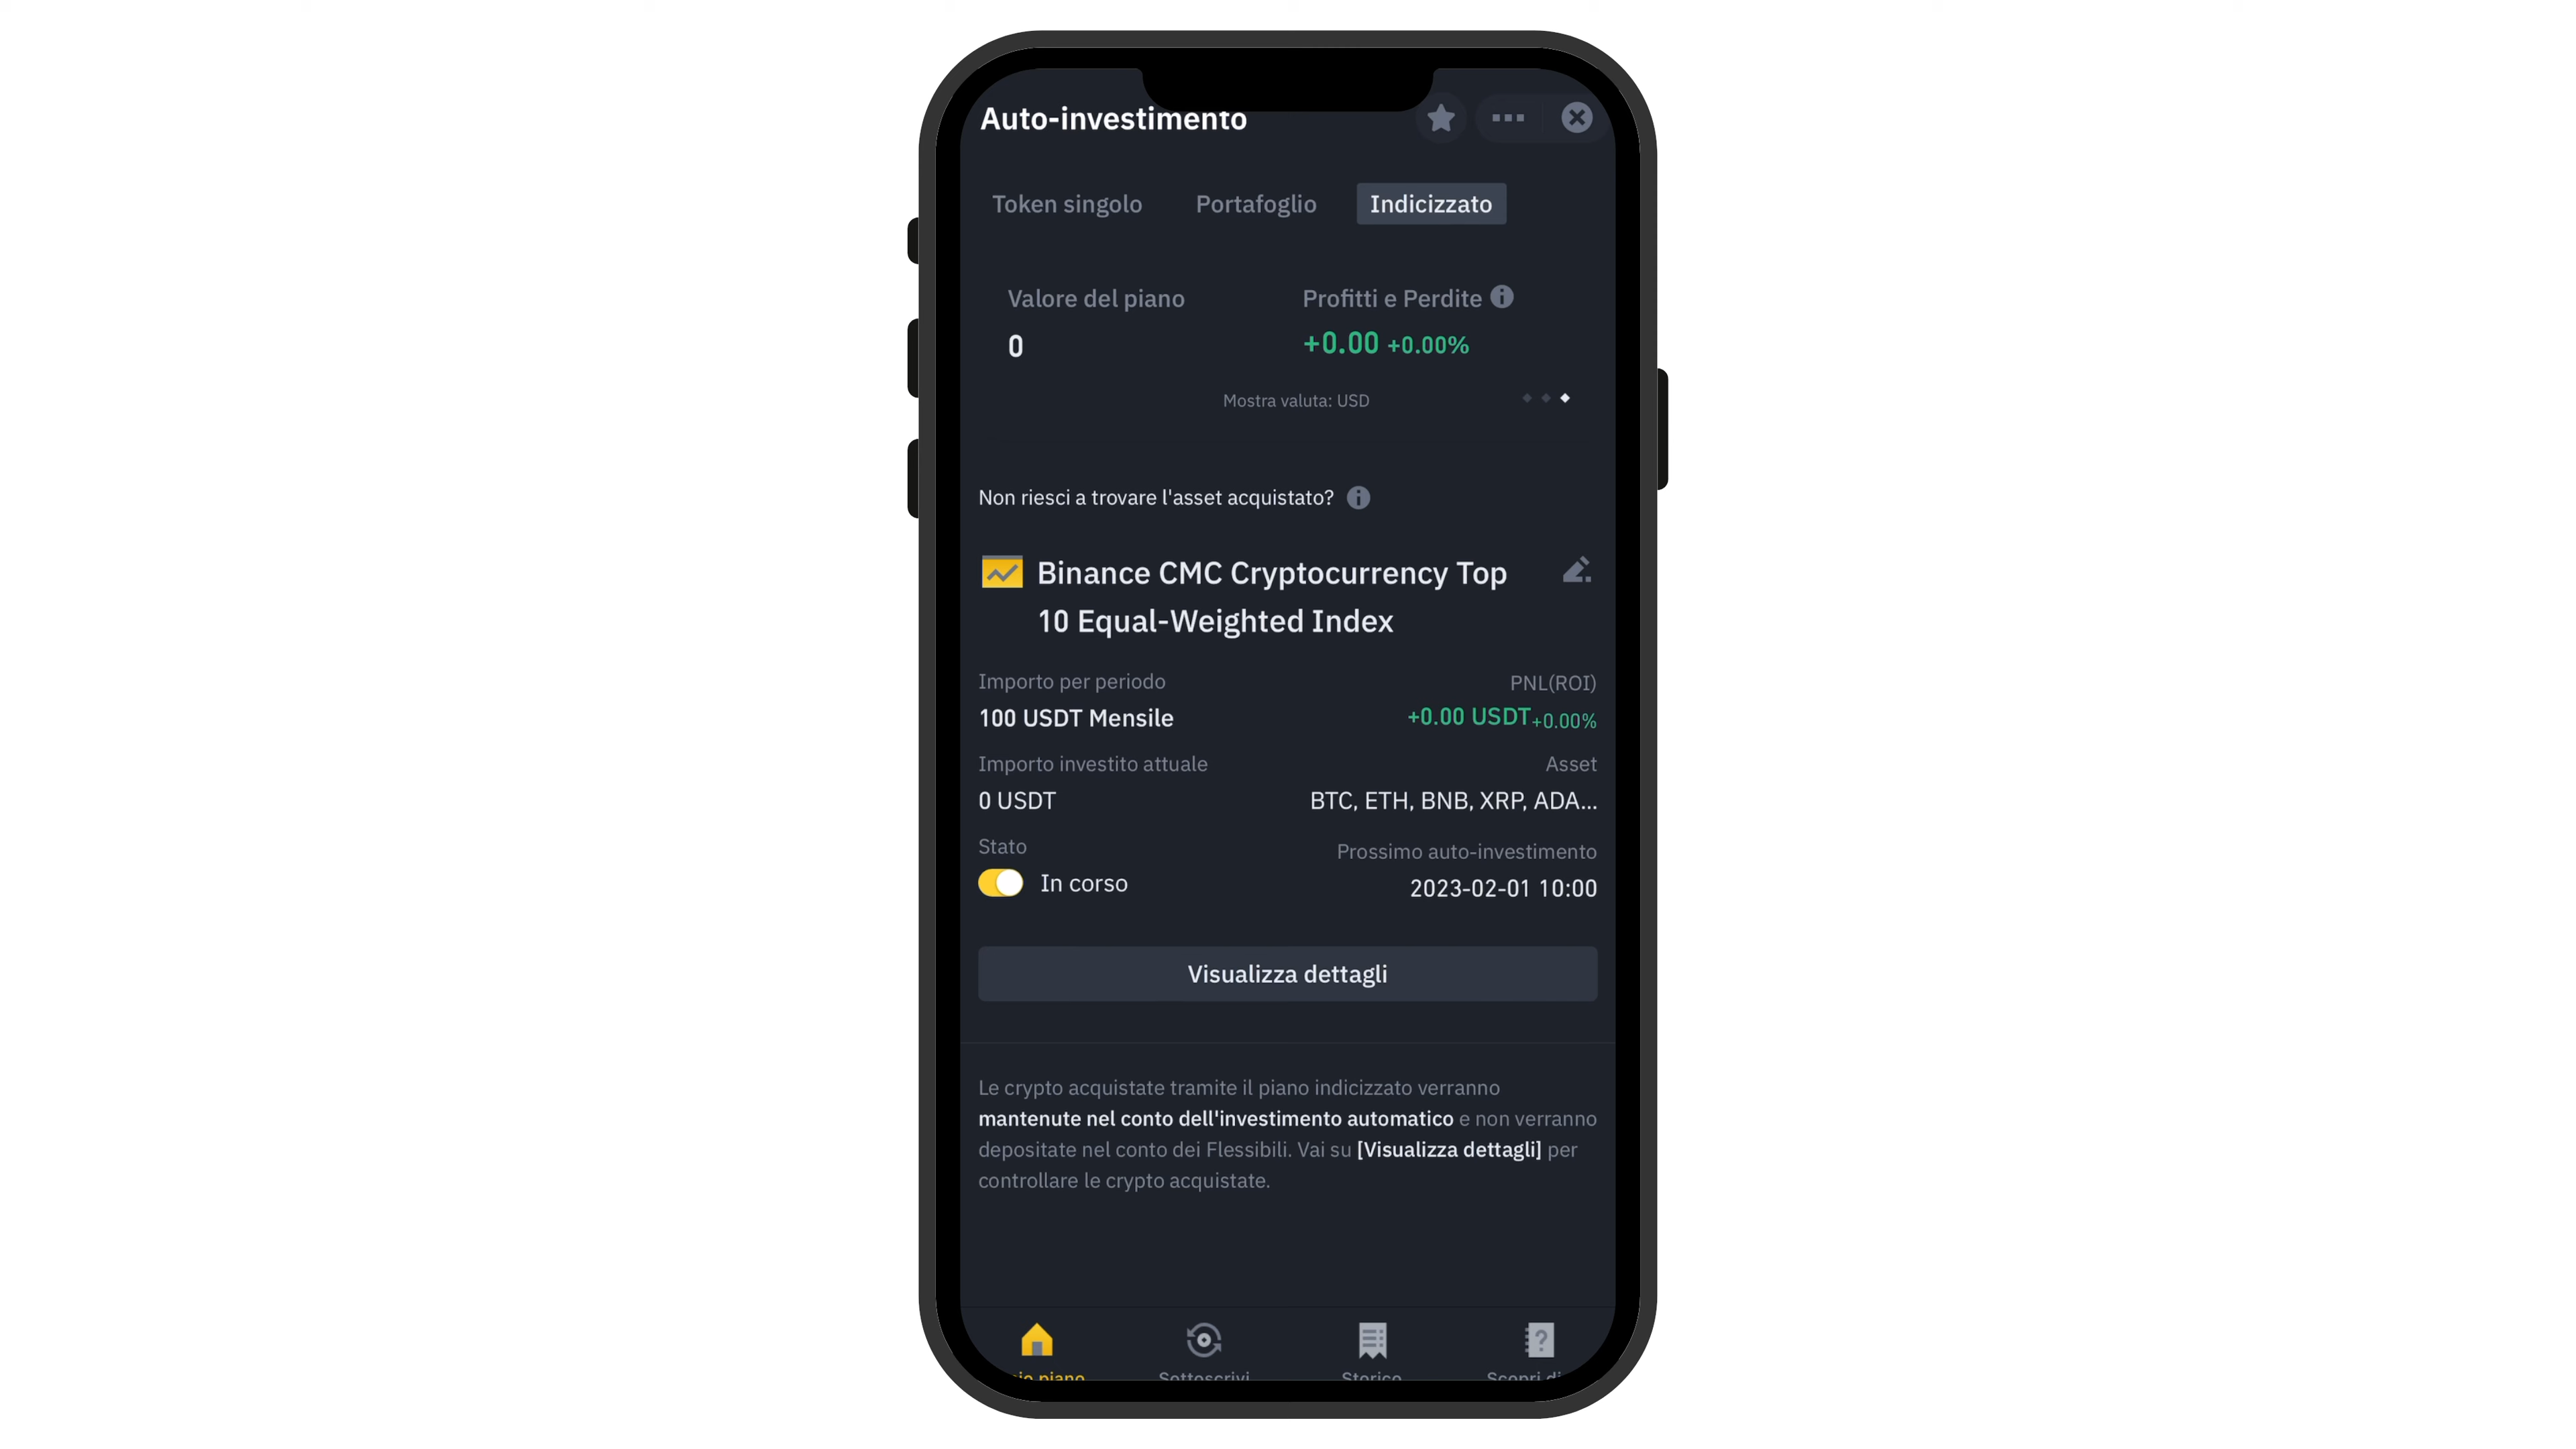 Auto-investimento
Token singolo Portafoglio Indicizzato
Valore del piano Profitti e Perdite
0 +0.00 +0.00%
Mostra valuta: USD
Non riesci a trovare l'asset acquistato?
Binance CMC Cryptocurrency Top
10 Equal-Weighted Index
Importo per periodo PNL(ROI)
100 USDT Mensile +0.00 USDT+0.00%
Importo investito attuale Asset
0 USDT BTC, ETH, BNB, XRP, ADA...
Stato Prossimo auto-investimento
In corso 2023-02-01 10:00
Visualizza dettagli
Le crypto acquistate tramite il piano indicizzato verranno
mantenute nel conto dell'investimento automatico e non verranno
depositate nel conto dei Flessibili. Vai su [Visualizza dettagli] per
controllare le crypto acquistate.
piano Sottoscrivi Storico Scopri di